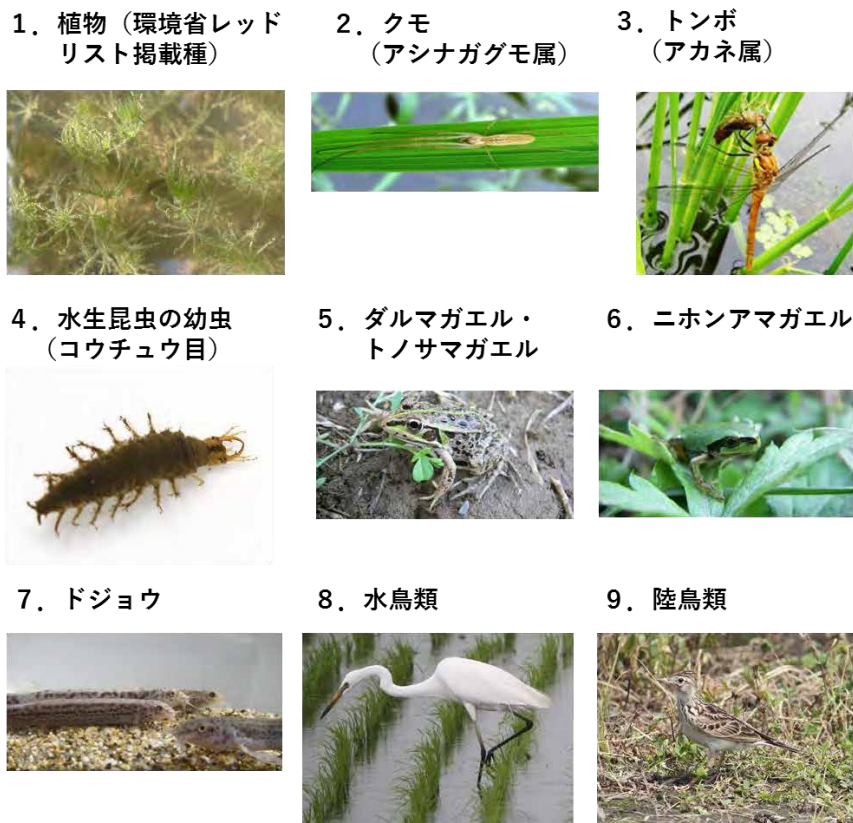 1．植物（環境省レッド
リスト掲載種）
2．クモ
（アシナガグモ属）
3．トンボ
（アカネ属）
4．水生昆虫の幼虫
（コウチュウ目）
5．ダルマガエル・
トノサマガエル
6．ニホンアマガエル
7．ドジョウ
8．水鳥類
9．陸鳥類